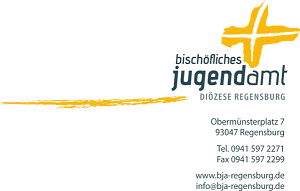 bischöfliches
jugendamt
DIÖZESE REGENSBURG
Obermünsterplatz 7
93047 Regensburg
Tel. 0941 597 2271
Fax 0941 597 2299
www.bja-regensburg.de
info@bja-regensburg.de